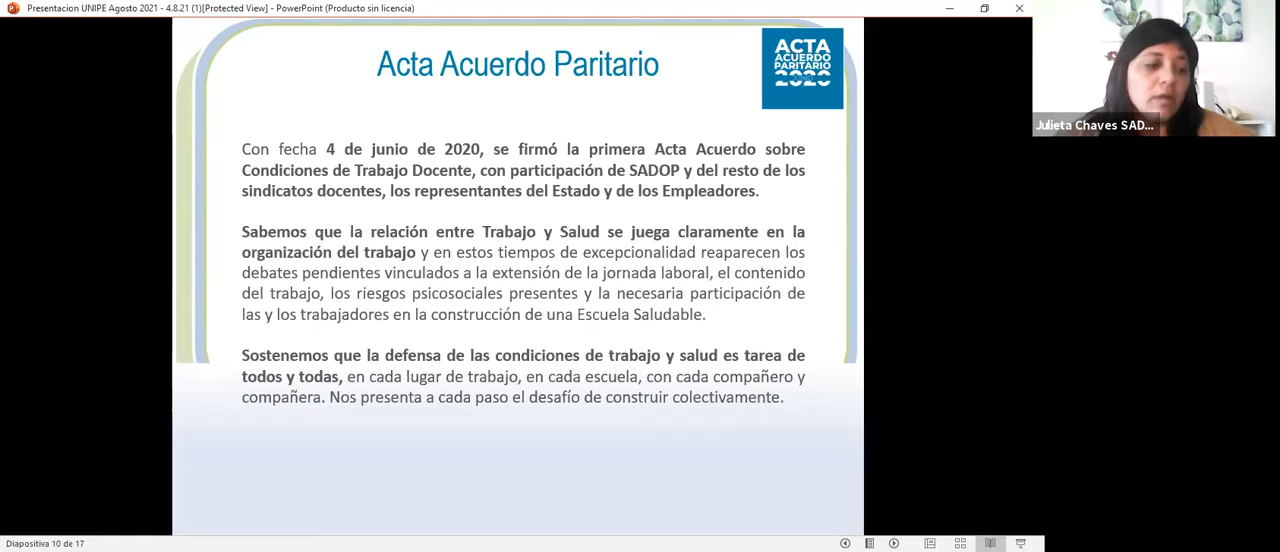 Presentacion UNIPE Agosto 2021 - 4.8.21 (1)[Protected View] - PowerPoint (Producto sin licencia)
Acta Acuerdo Paritario
ACTA
ACUERDO
PARITARIO
2020
Julieta Chaves SAD...
Con fecha 4 de junio de 2020, se firmó la primera Acta Acuerdo sobre
Condiciones de Trabajo Docente, con participación de SADOP y del resto de los
sindicatos docentes, los representantes del Estado y de los Empleadores.
Sabemos que la relación entre Trabajo y Salud se juega claramente en la
organización del trabajo y en estos tiempos de excepcionalidad reaparecen los
debates pendientes vinculados a la extensión de la jornada laboral, el contenido
del trabajo, los riesgos psicosociales presentes y la necesaria participación de
las y los trabajadores en la construcción de una Escuela Saludable.
Sostenemos que la defensa de las condiciones de trabajo y salud es tarea de
todos y todas, en cada lugar de trabajo, en cada escuela, con cada compañero y
compañera. Nos presenta a cada paso el desafío de construir colectivamente.
Diapositiva 10 de 17